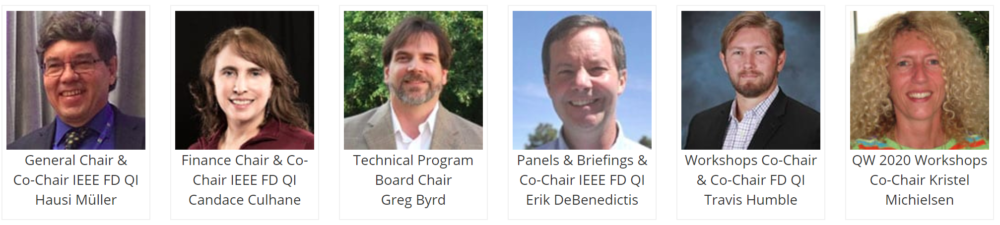 General Chair &
Co-Chair IEEE FD QI
Hausi Müller
Finance Chair & Co-
Chair IEEE FD QI
Candace Culhane
Technical Program
Board Chair
Greg Byrd
Panels & Briefings &
Co-Chair IEEE FD QI
Erik DeBenedictis
Workshops Co-Chair
& Co-Chair FD QI
Travis Humble
QW 2020 Workshops
Co-Chair Kristel
Michielsen